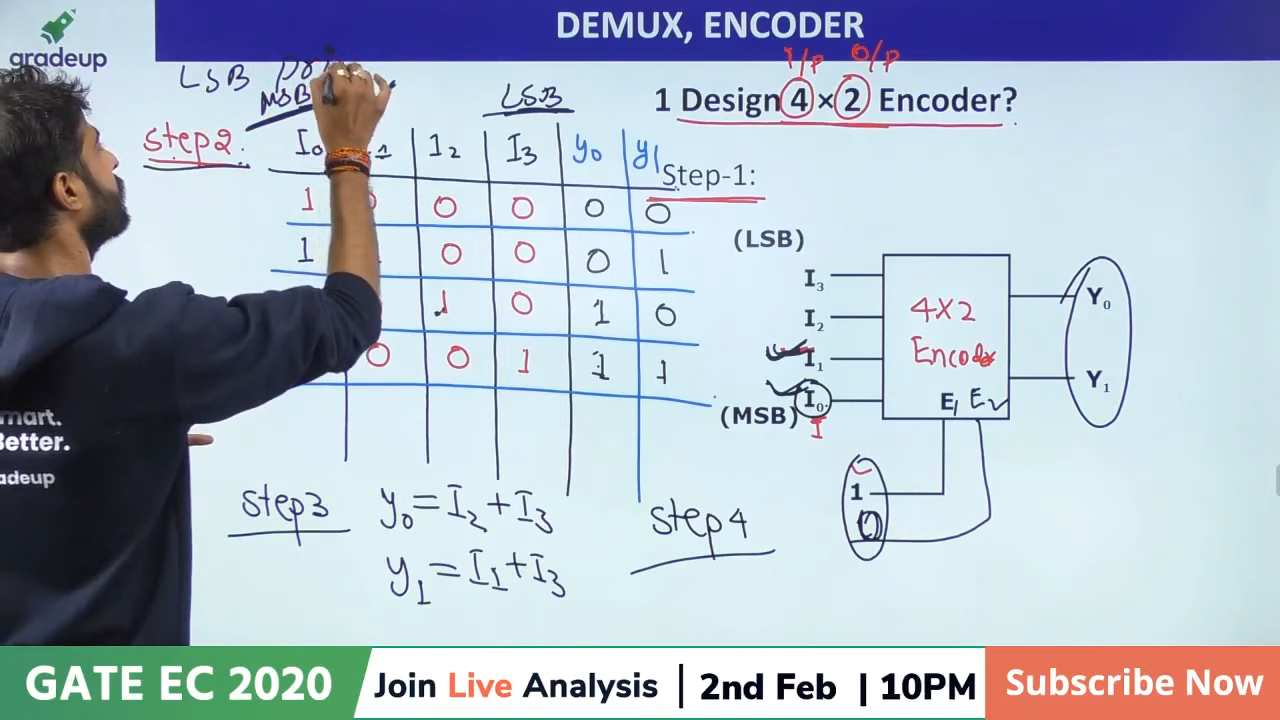 DEMUX, ENCODER
gradeup
LSB
MSB
LSB
I/P O/P
1 Design 4×2 Encoder?
step2.
I0 1 I2 I3 y0 y1
Step-1:
1 0 0 0 0 0
1 0 0 0 1
1 0 1 0
0 0 1 1 1
(LSB)
I3
I2
I1
(MSB) I0
I
4X2
Encoder
E1 E2
Y0
Y1
1
0
step3 y0=I2+I3
y1=I1+I3
step4
mart.
Better.
adeup
GATE EC 2020
Join Live Analysis | 2nd Feb | 10PM
Subscribe Now